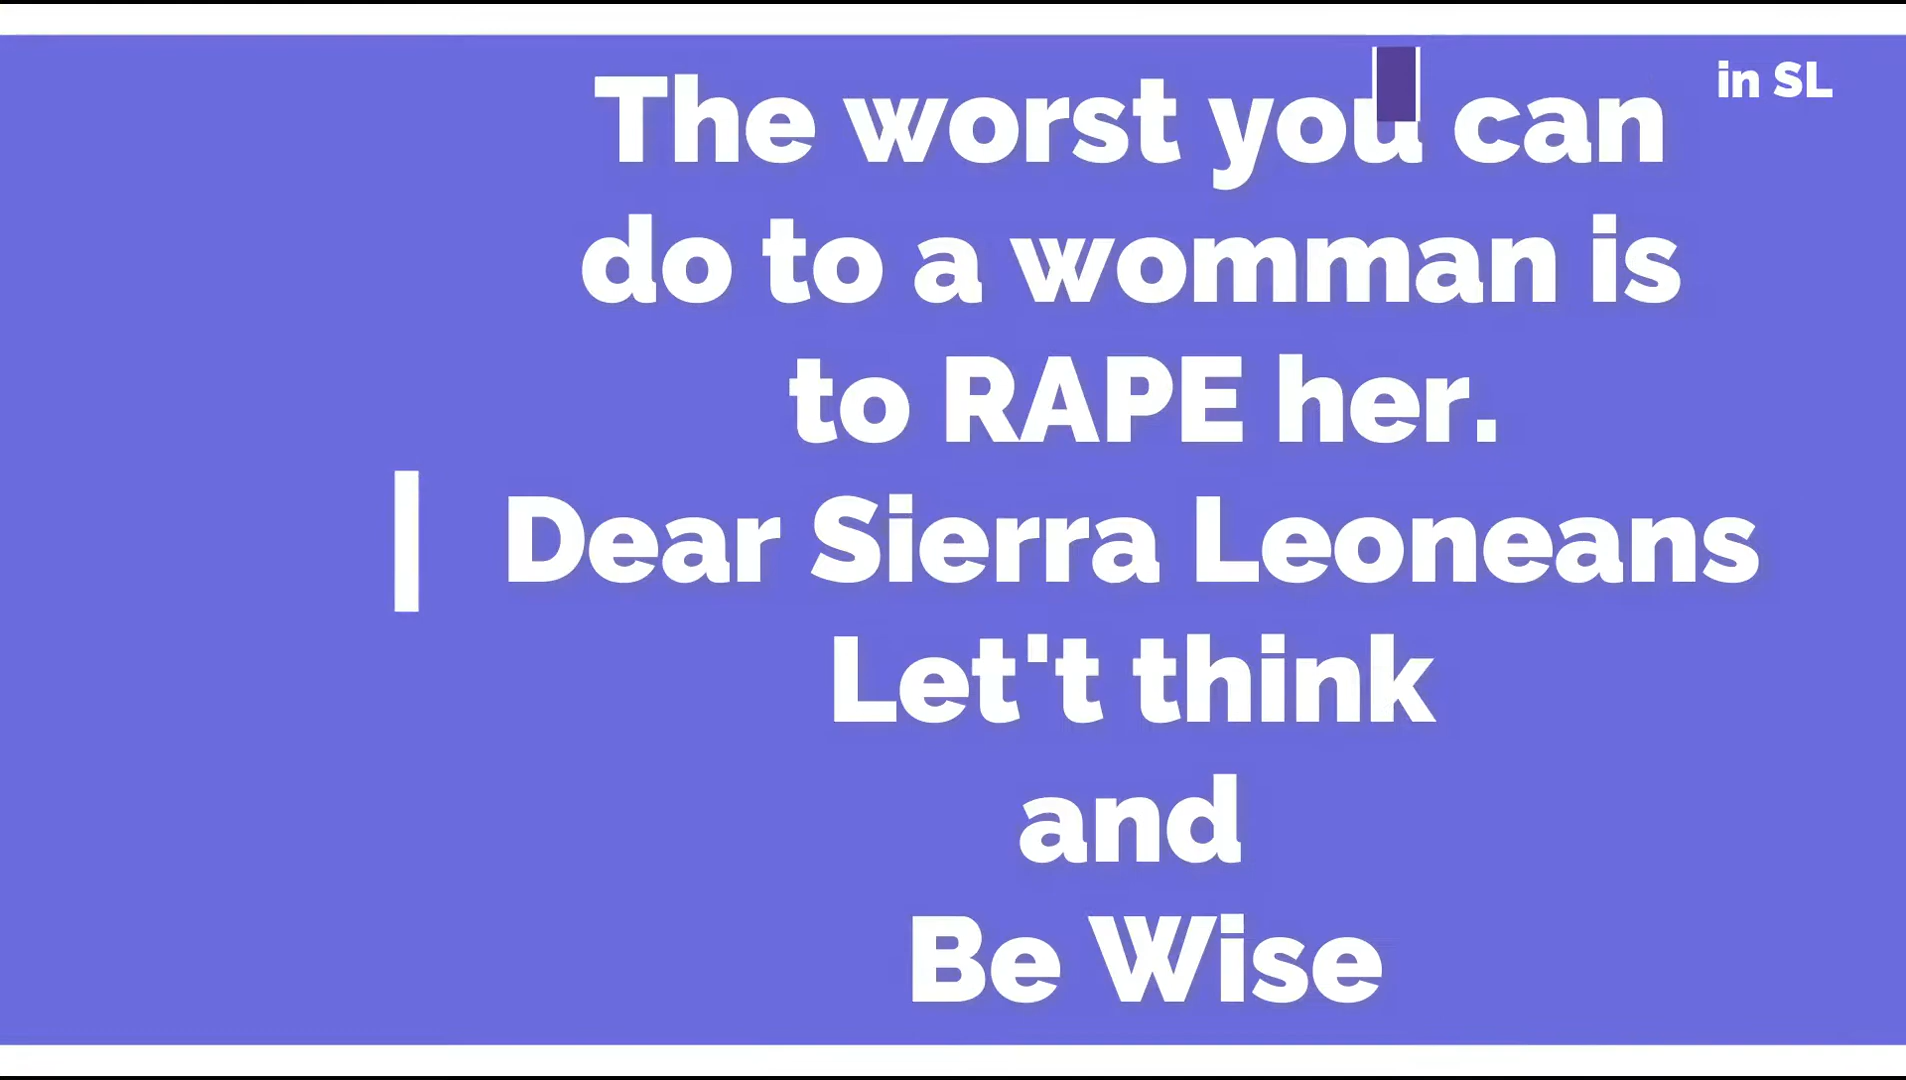 in SL
The worst you can
do to a womman is
to RAPE her.
Dear Sierra Leoneans
Let't think
and
Be Wise